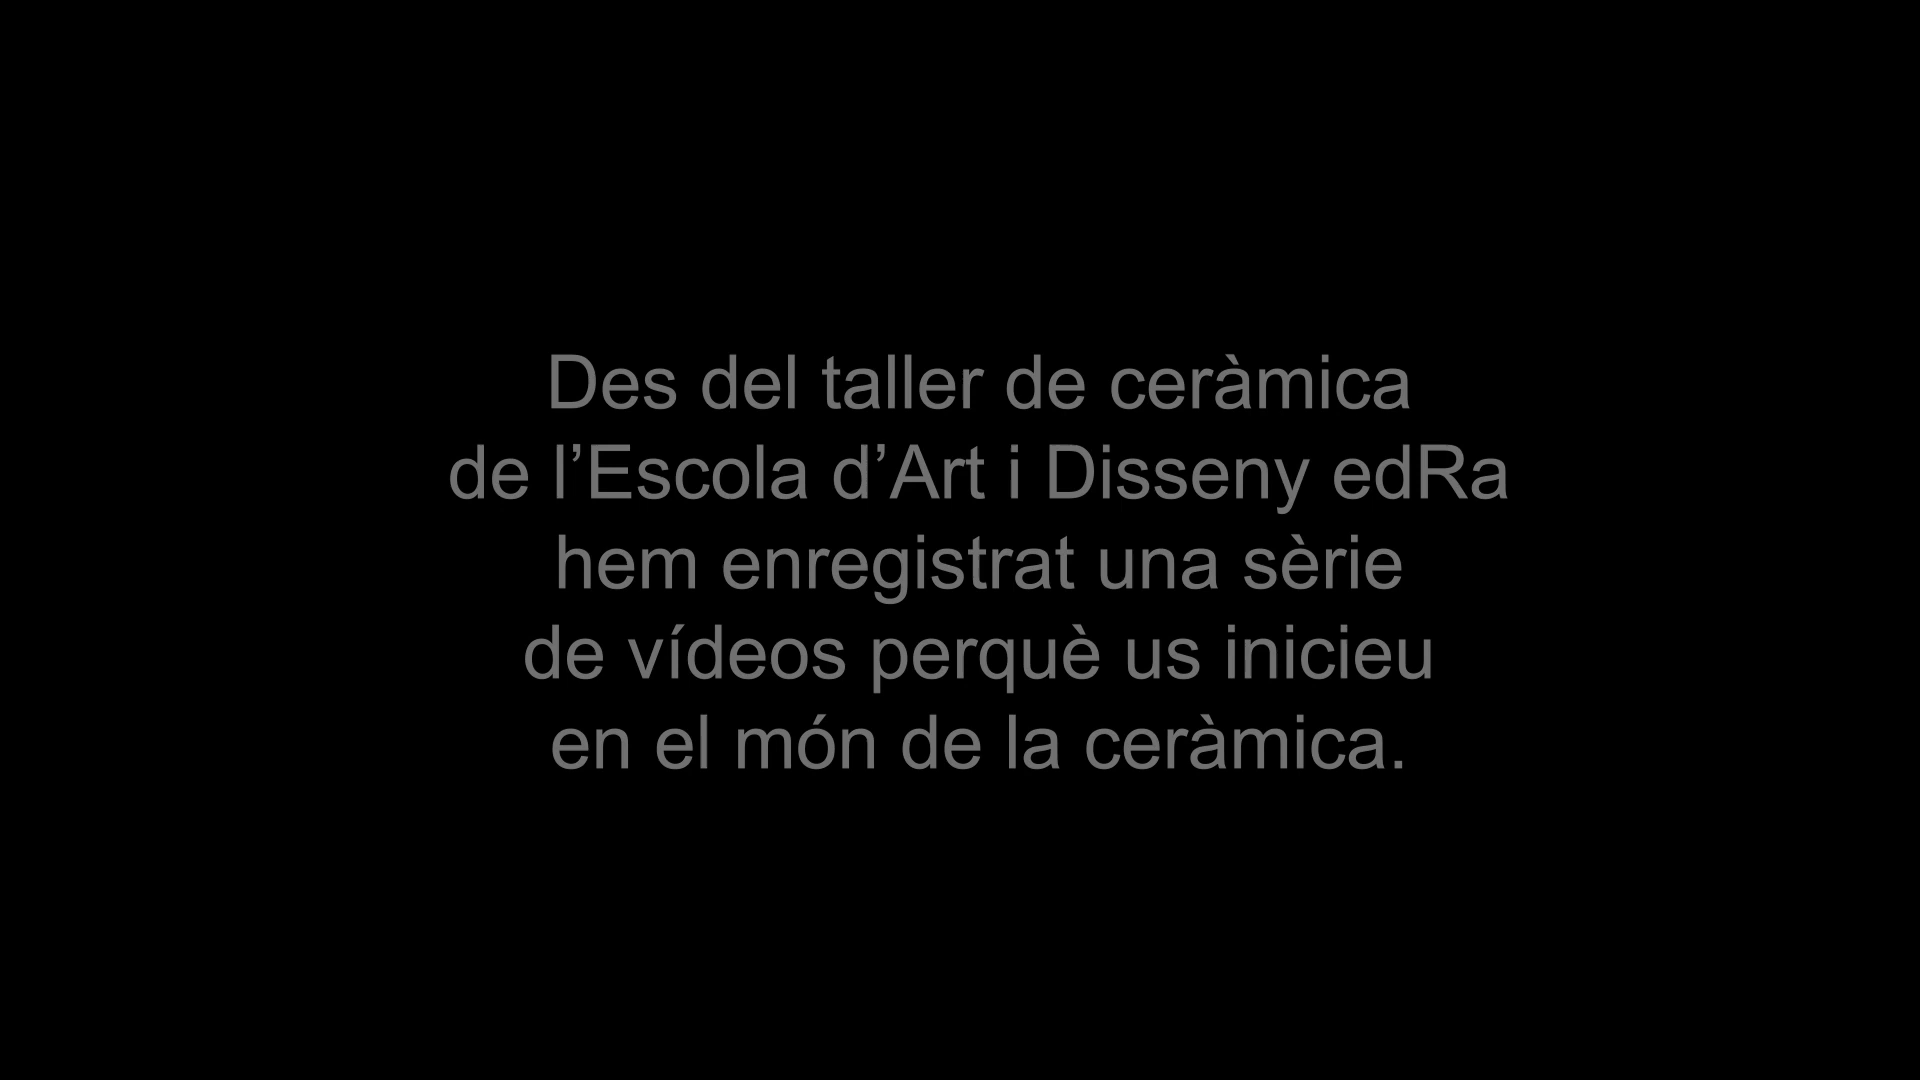 Des del taller de ceràmica
de l’Escola d’Art i Disseny edRa
hem enregistrat una sèrie
de vídeos perquè us inicieu
en el món de la ceràmica.